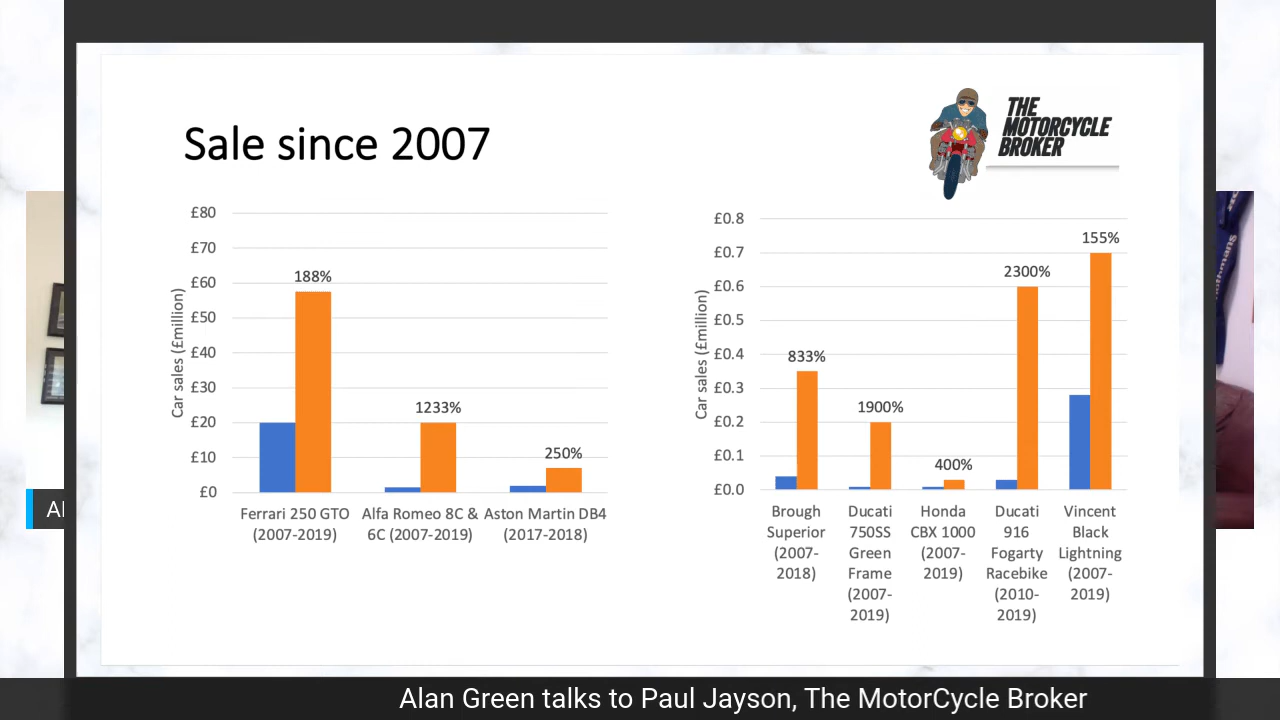 Sale since 2007
THE
MOTORCYCLE
BROKER
£80
£70
£60
£50
£40
£30
£20
£10
£0
Car sales (£million)
188%
1233%
250%
Ferrari 250 GTO
(2007-2019)
Alfa Romeo 8C &
6C (2007-2019)
Aston Martin DB4
(2017-2018)
£0.8
£0.7
£0.6
£0.5
£0.4
£0.3
£0.2
£0.1
£0.0
Car sales (£million)
833%
1900%
400%
2300%
155%
Brough
Superior
(2007-
2018)
Ducati
750SS
Green
Frame
(2007-
2019)
Honda
CBX 1000
(2007-
2019)
Ducati
916
Fogarty
Racebike
(2010-
2019)
Vincent
Black
Lightning
(2007-
2019)
Alan Green talks to Paul Jayson, The MotorCycle Broker